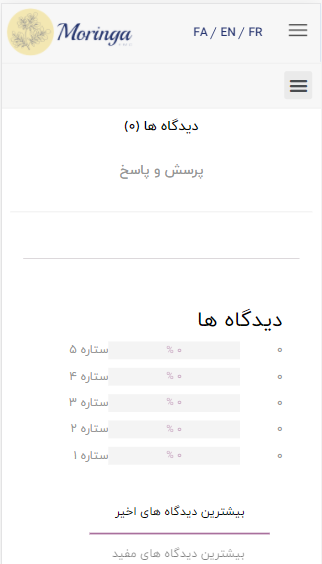 Moringa
FA / EN / FR
دیدگاه ها (۰)
پرسش و پاسخ
دیدگاه ها
۰ ۰ % ستاره ۵
۰ ۰ % ستاره ۴
۰ ۰ % ستاره ۳
۰ ۰ % ستاره ۲
۰ ۰ % ستاره ۱
بیشترین دیدگاه های اخیر
بیشترین دیدگاه های مفید